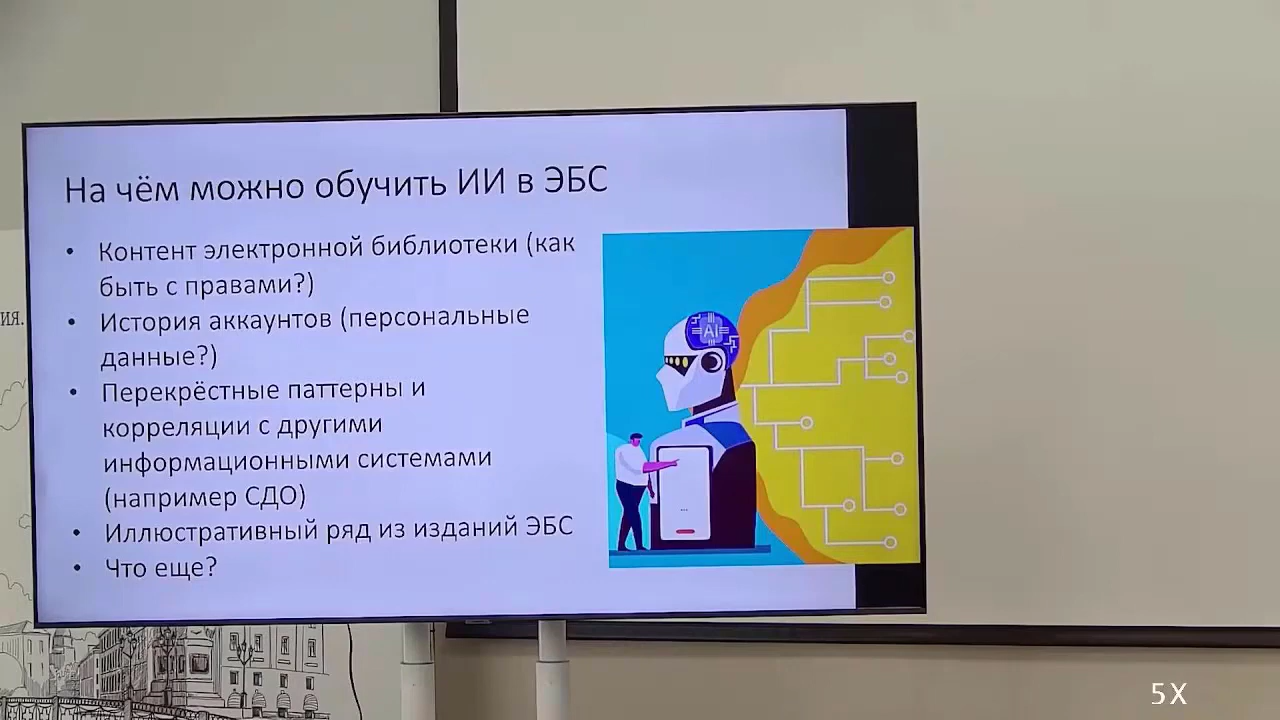 На чём можно обучить ИИ в ЭБС
• Контент электронной библиотеки (как
быть с правами?)
• История аккаунтов (персональные
данные?)
• Перекрёстные паттерны и
корреляции с другими
информационными системами
(например СДО)
• Иллюстративный ряд из изданий ЭБС
• Что еще?
AI
ия.
5X